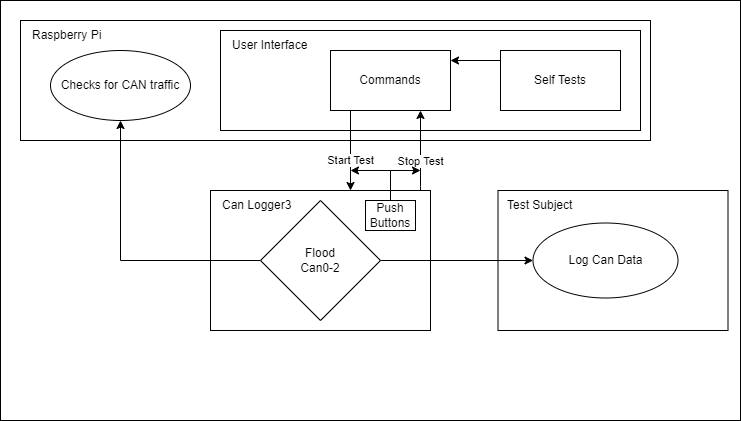 Raspberry Pi
User Interface
Checks for CAN traffic
Commands
Self Tests
Start Test
Stop Test
Can Logger3
Push
Buttons
Test Subject
Flood
Can0-2
Log Can Data